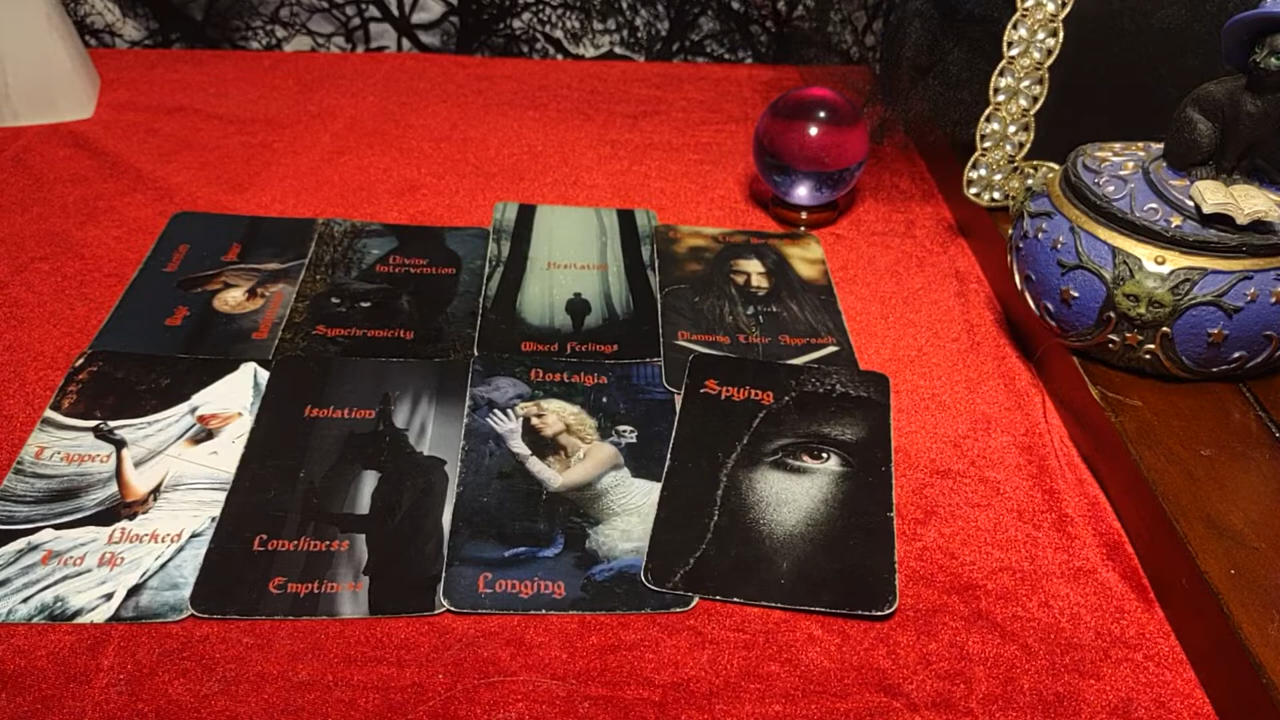 Divine
Intervention
Synchronicity
Hesitation
Mixed Feelings
Planning Their Approach
Trapped
Blocked
Tied Up
Isolation
Loneliness
Emptiness
Nostalgia
Longing
Spying